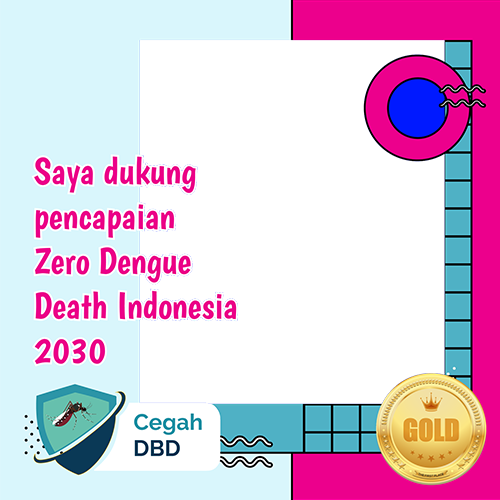 Saya dukung
pencapaian
Zero Dengue
Death Indonesia
2030
Cegah
DBD
GOLD